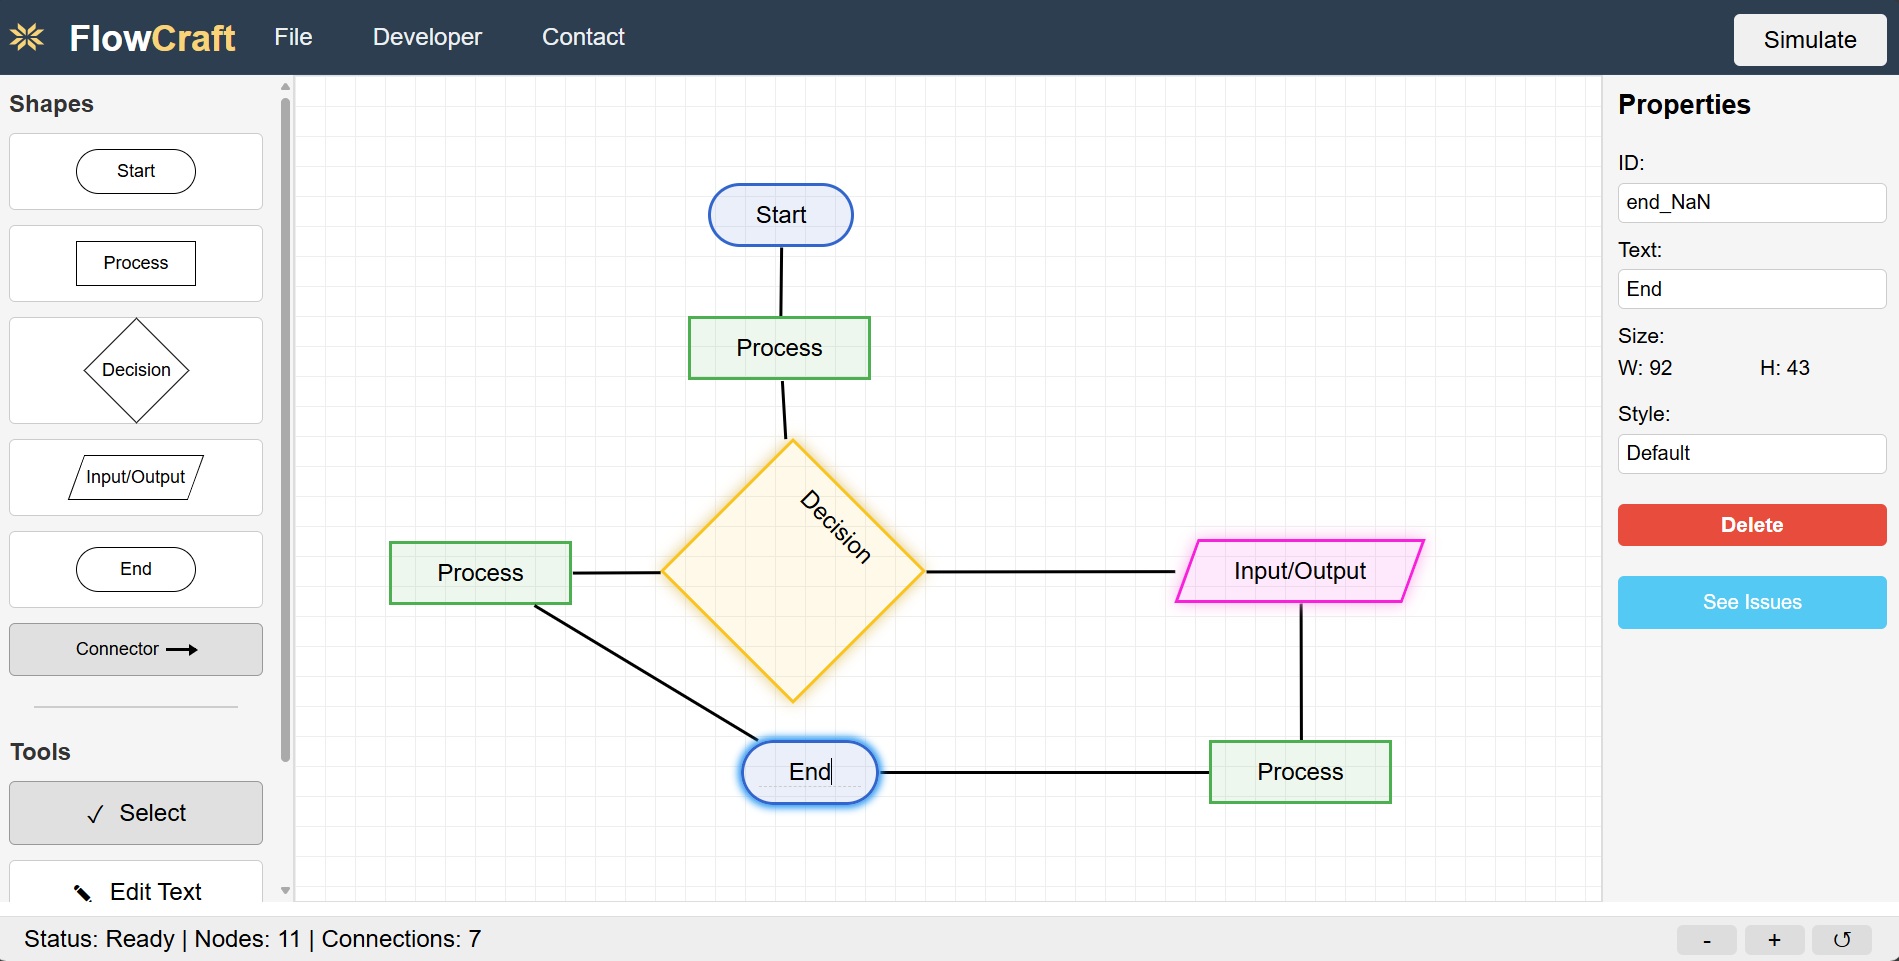 FlowCraft File Developer Contact Simulate
Shapes
Start
Process
Decision
Input/Output
End
Connector
Tools
Select
Edit Text
Start
Process
Decision
Process
Input/Output
End
Process
Properties
ID:
end_NaN
Text:
End
Size:
W: 92 H: 43
Style:
Default
Delete
See Issues
Status: Ready | Nodes: 11 | Connections: 7
- + ↺